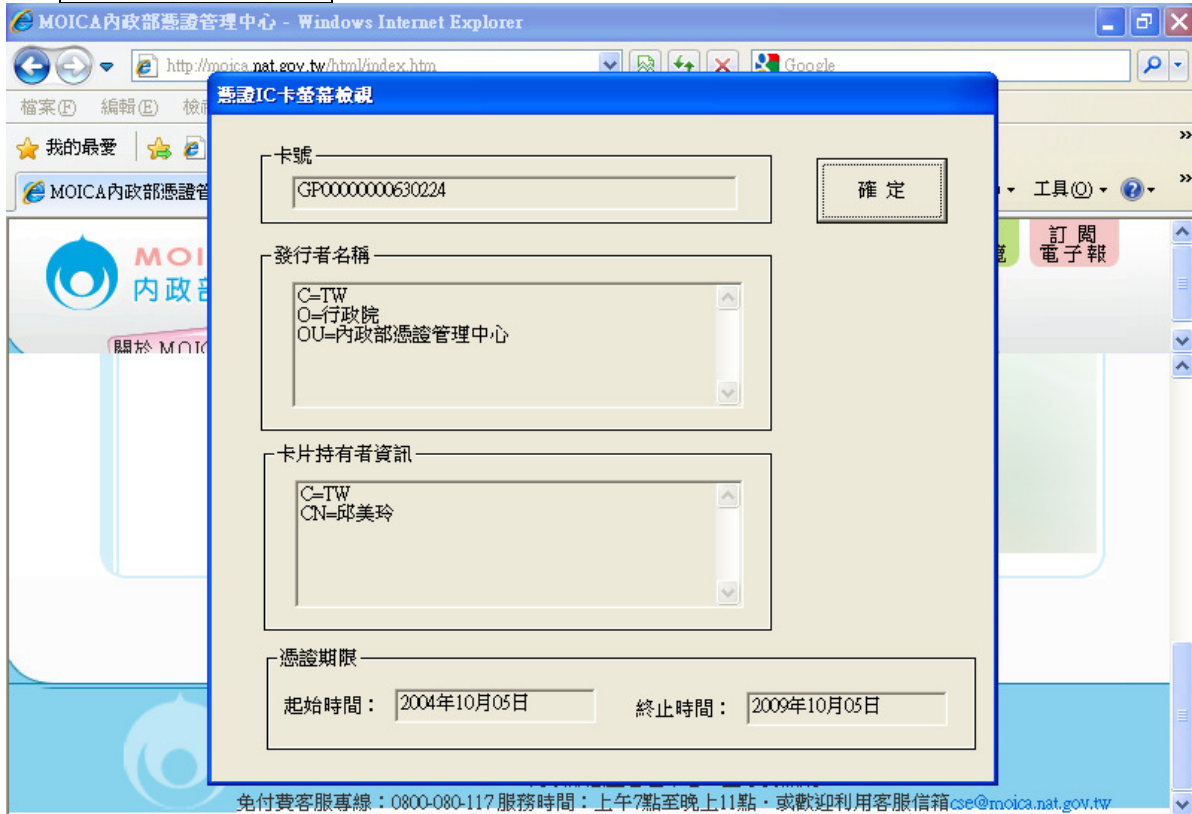 MOICA內政部憑證管理中心 - Windows Internet Explorer
http://moica.nat.gov.tw/html/index.htm
Google
檔案(F) 編輯(E) 檢視
憑證IC卡螢幕檢視
我的最愛
MOICA內政部憑證管
工具(O)
卡號
GP00000000630224
確定
訂閱
電子報
MOI
內政部
關於 MOIC
發行者名稱
C=TW
O=行政院
OU=內政部憑證管理中心
卡片持有者資訊
C=TW
CN=邱美玲
憑證期限
起始時間： 2004年10月05日 終止時間： 2009年10月05日
免付費客服專線：0800-080-117 服務時間：上午7點至晚上11點．或歡迎利用客服信箱cse@moica.nat.gov.tw